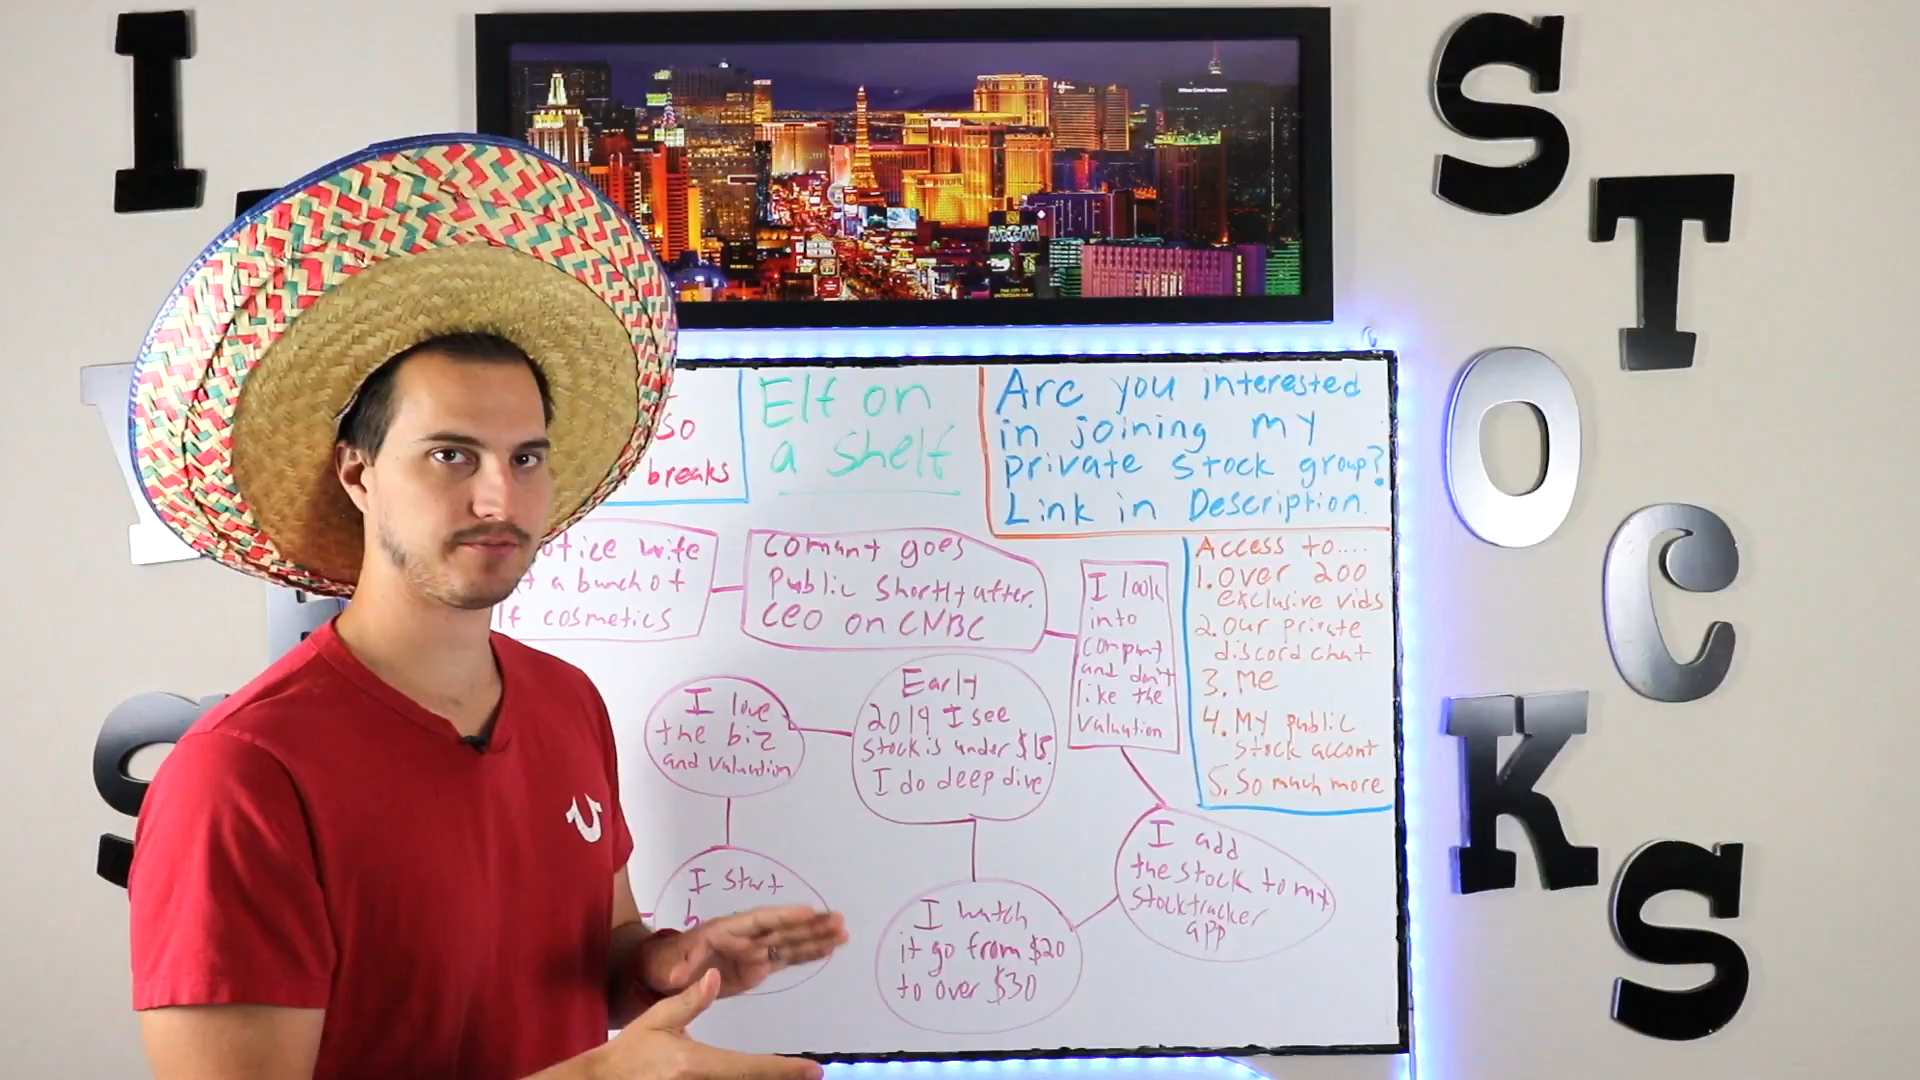 I
S
T
O
C
K
S
MGM
so
breaks
Elf on
a shelf
Are you interested
in joining my
private stock group?
Link in Description.
otice wife
a bunch of
lf cosmetics
comany goes
public shortly after.
CEO on CNBC
I look
into
compny
and don't
like the
valuation
Access to....
1. over 200
exclusive vids
2. our private
discord chat
3. Me
4. My public
stock accont
5. So much more
I add
the stock to my
stocktracker
app
I watch
it go from $20
to over $30
Early
2019 I see
stock is under $15.
I do deep dive
I love
the biz
and valuation
I start